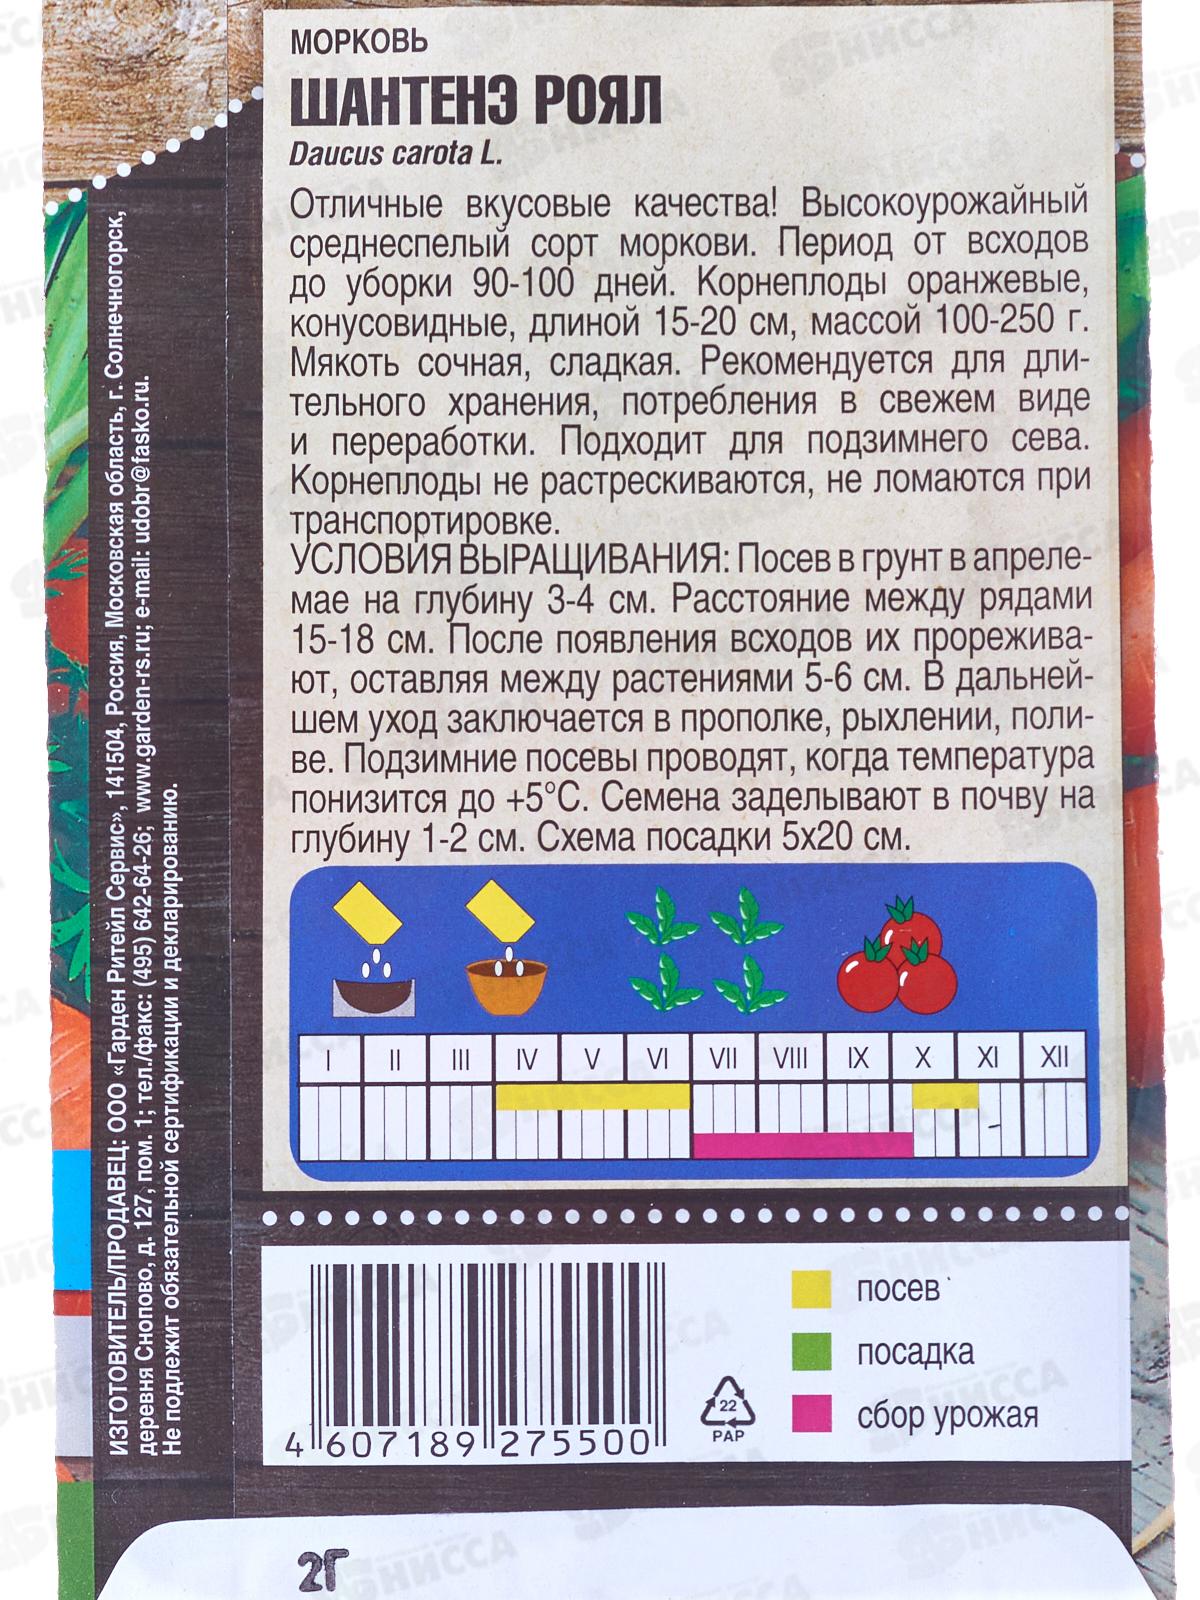 МОРКОВЬ
ШАНТЕНЭ РОЯЛ
Daucus carota L.
Отличные вкусовые качества! Высокоурожайный
среднеспелый сорт моркови. Период от всходов
до уборки 90-100 дней. Корнеплоды оранжевые,
конусовидные, длиной 15-20 см, массой 100-250 г.
Мякоть сочная, сладкая. Рекомендуется для дли-
тельного хранения, потребления в свежем виде
и переработки. Подходит для подзимнего сева.
Корнеплоды не растрескиваются, не ломаются при
транспортировке.
УСЛОВИЯ ВЫРАЩИВАНИЯ: Посев в грунт в апреле-
мае на глубину 3-4 см. Расстояние между рядами
15-18 см. После появления всходов их прорежива-
ют, оставляя между растениями 5-6 см. В дальней-
шем уход заключается в прополке, рыхлении, поли-
ве. Подзимние посевы проводят, когда температура
понизится до +5°С. Семена заделывают в почву на
глубину 1-2 см. Схема посадки 5х20 см.
I II III IV V VI VII VIII IX X XI XII
посев
посадка
сбор урожая
22
PAP
4 607189 275500
2Г
ИЗГОТОВИТЕЛЬ/ПРОДАВЕЦ: ООО «Гарден Ритейл Сервис», 141504, Россия, Московская область, г. Солнечногорск,
деревня Снопово, д. 127, пом. 1; тел./факс: (495) 642-64-26; www.garden-rs.ru; e-mail: udobr@fasko.ru.
Не подлежит обязательной сертификации и декларированию.